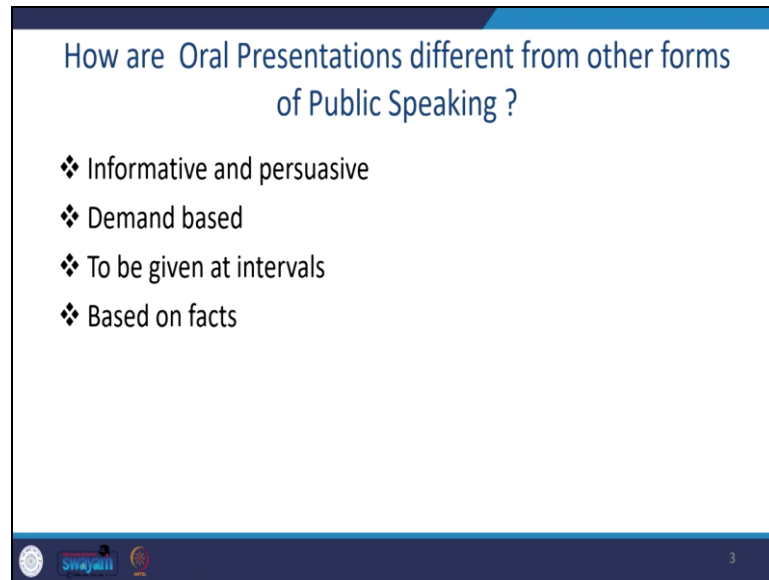 How are Oral Presentations different from other forms
of Public Speaking ?
❖ Informative and persuasive
❖ Demand based
❖ To be given at intervals
❖ Based on facts
swayam
3